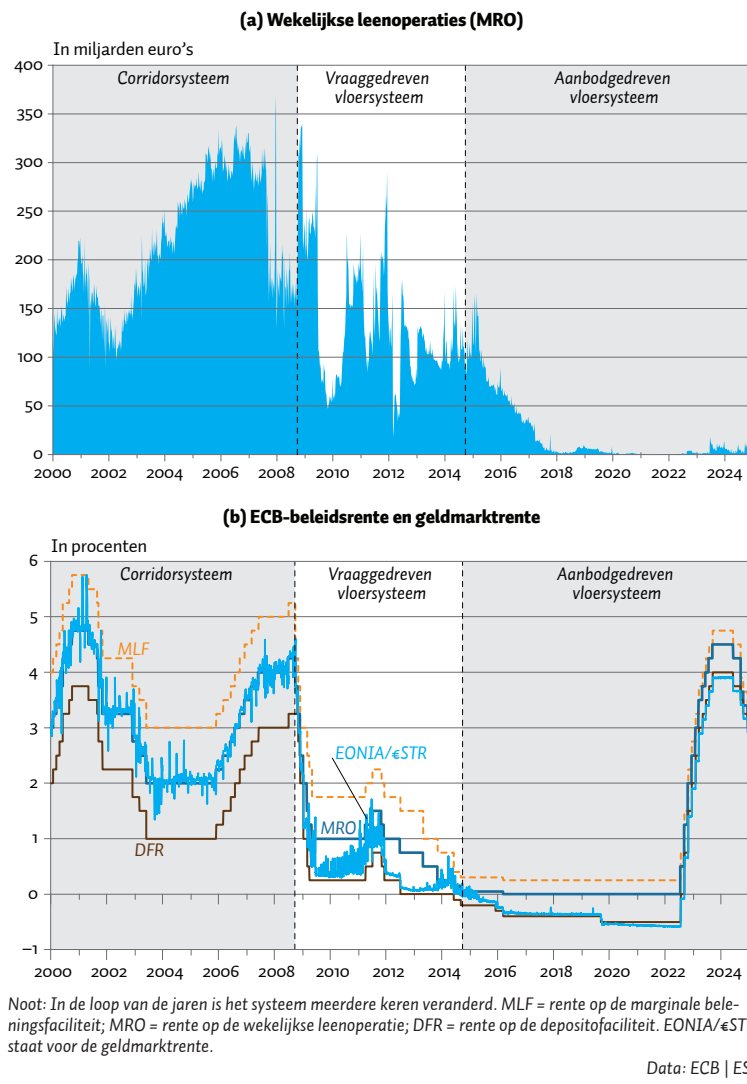 (a) Wekelijkse leenoperaties (MRO)
In miljarden euro's
400
350
300
250
200
150
100
50
0
Corridorsysteem
Vraaggedreven
vloersysteem
Aanbodgedreven
vloersysteem
2000 2002 2004 2006 2008 2010 2012 2014 2016 2018 2020 2022 2024
(b) ECB-beleidsrente en geldmarktrente
In procenten
6
5
4
3
2
1
0
−1
Corridorsysteem
Vraaggedreven
vloersysteem
Aanbodgedreven
vloersysteem
MLF
EONIA/€STR
MRO
DFR
2000 2002 2004 2006 2008 2010 2012 2014 2016 2018 2020 2022 2024
Noot: In de loop van de jaren is het systeem meerdere keren veranderd. MLF = rente op de marginale bele-
ningsfaciliteit; MRO = rente op de wekelijkse leenoperatie; DFR = rente op de depositofaciliteit. EONIA/€ST
staat voor de geldmarktrente.
Data: ECB | ES